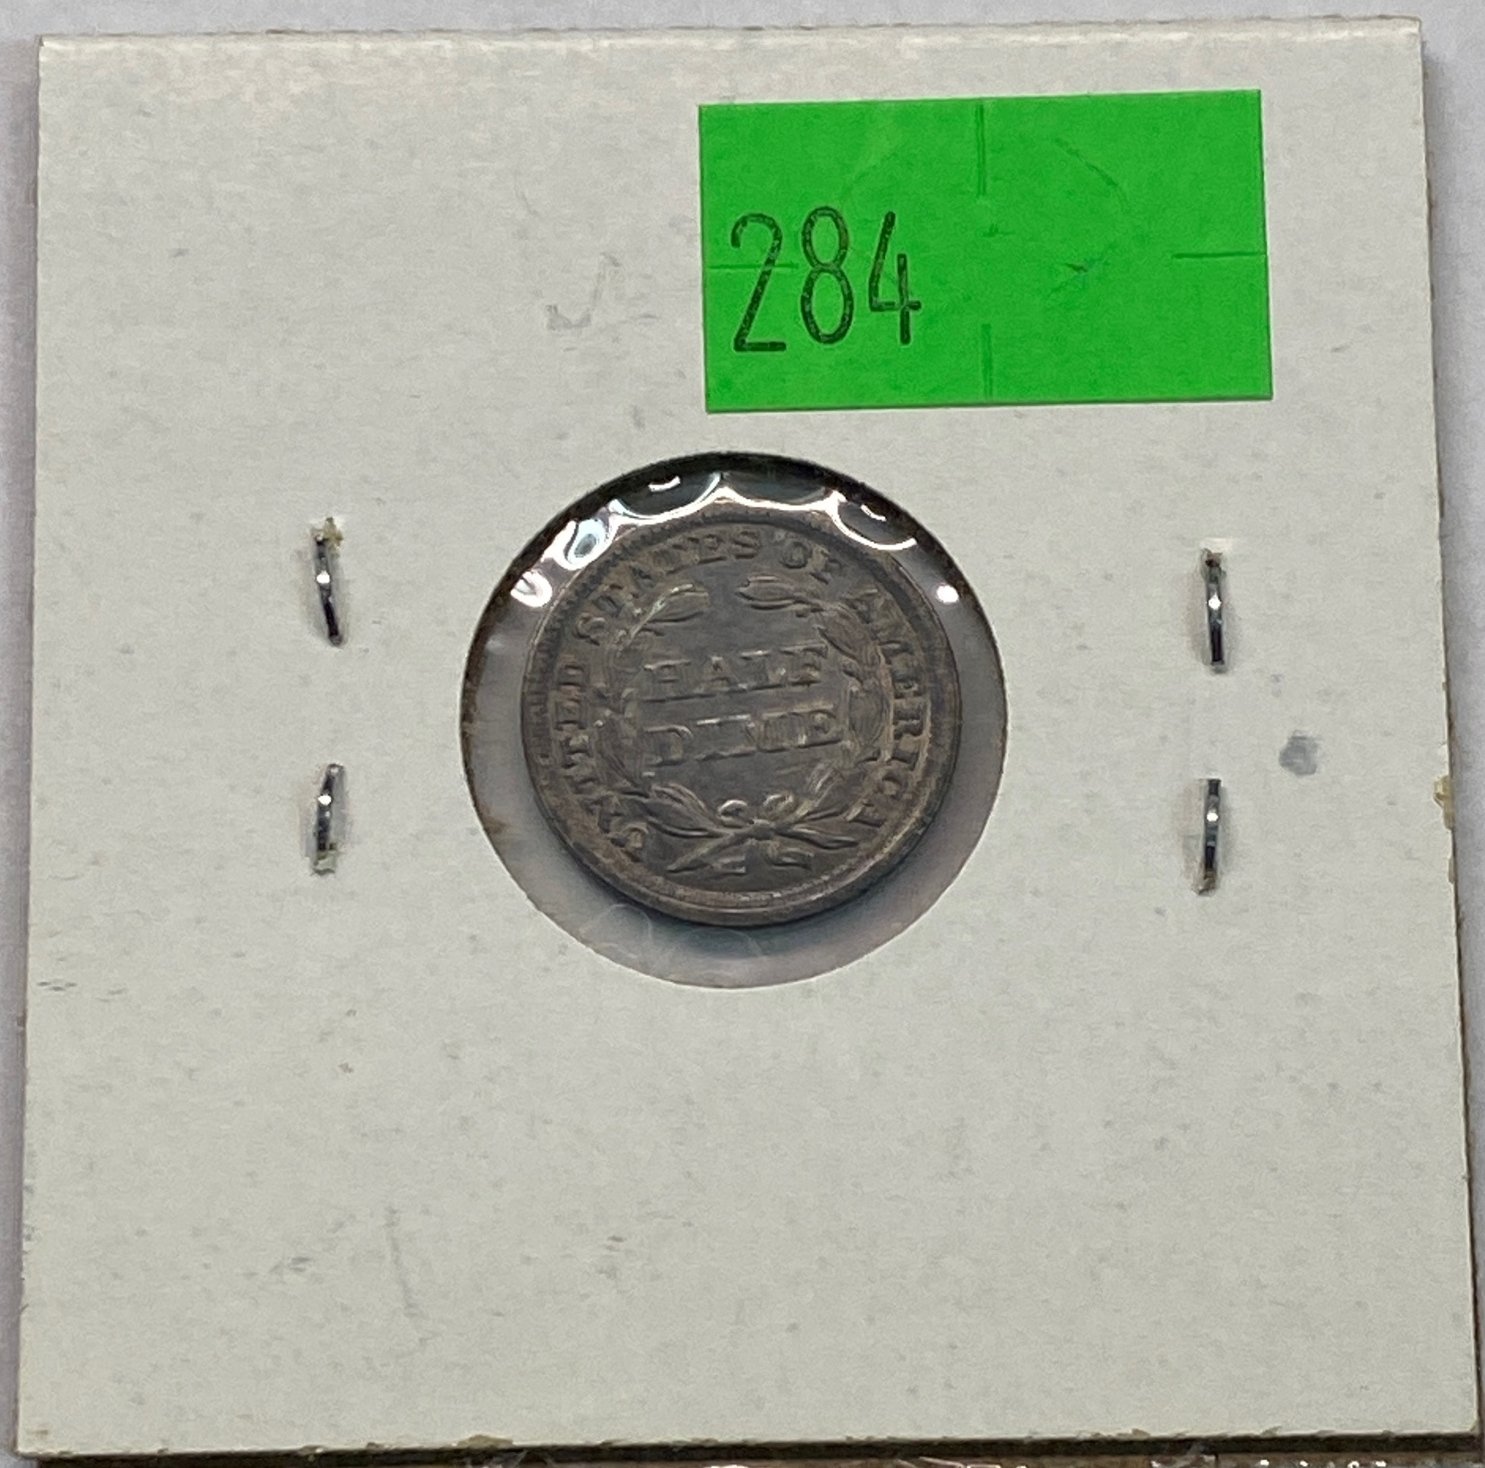 284
UNITED STATES OF AMERICA
HALF
DIME